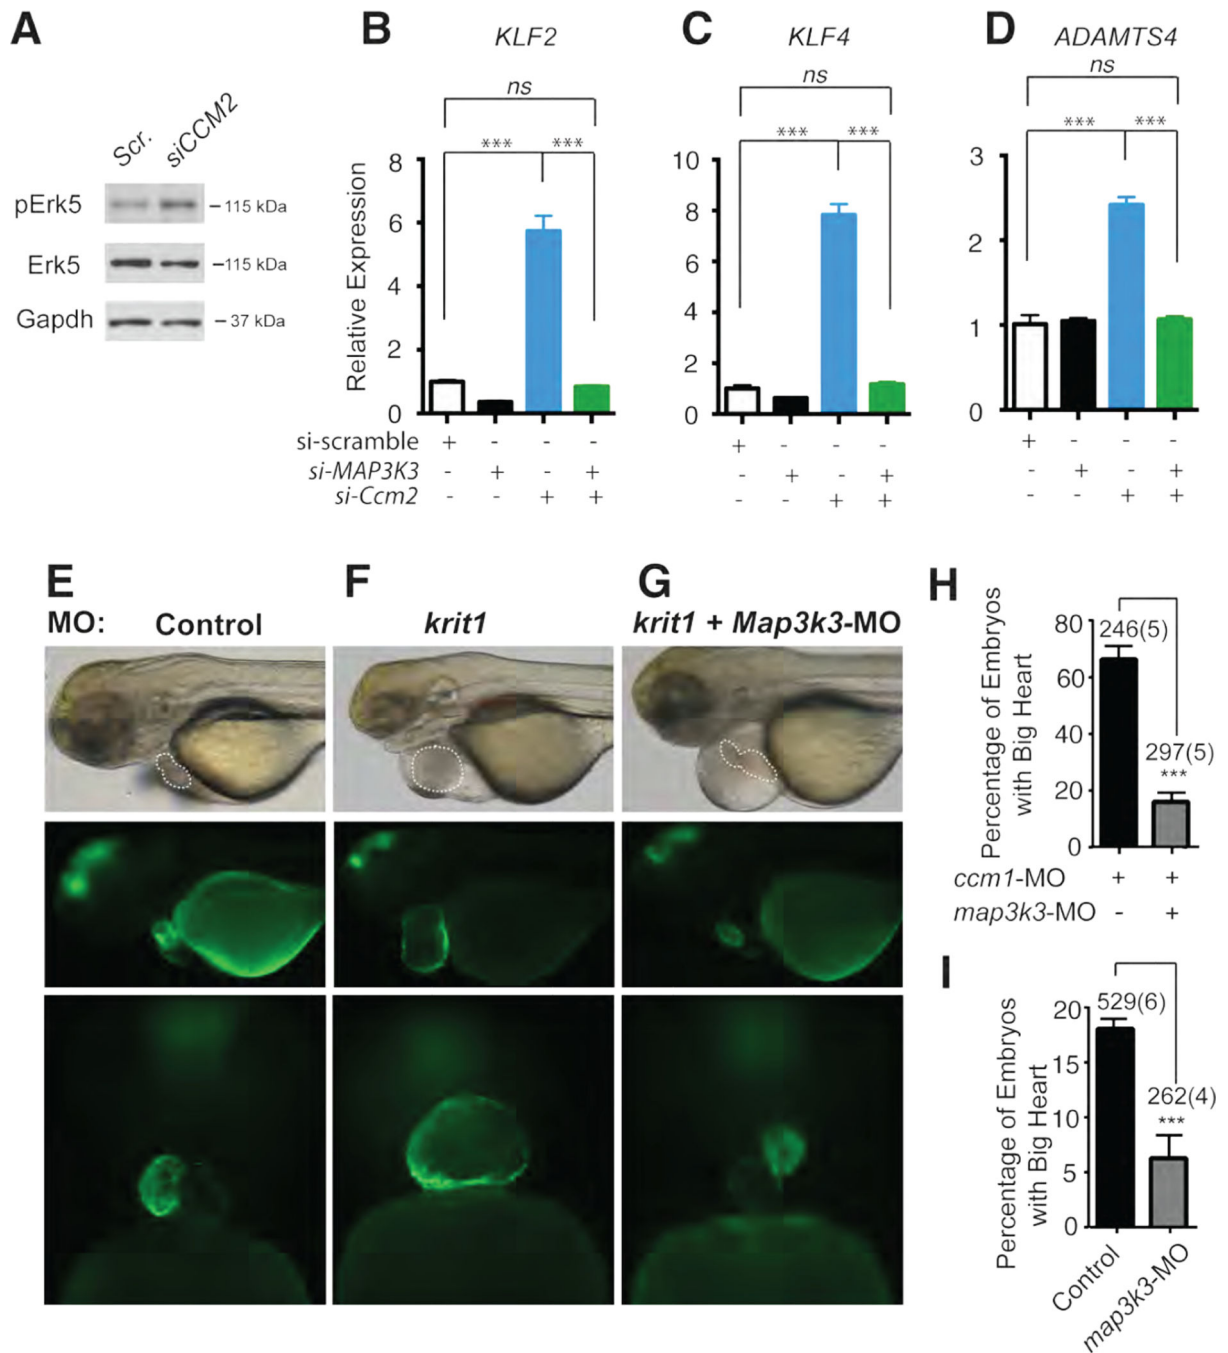 A
Scr.
siCCM2
pErk5
– 115 kDa
Erk5
–115 kDa
Gapdh
– 37 kDa
B
KLF2
ns
*** ***
Relative Expression
8
6
4
2
0
si-scramble + - - -
si-MAP3K3 - + - +
si-Ccm2 - - + +
C
KLF4
ns
*** ***
10
8
6
4
2
0
+ - - -
- + - +
- - + +
D
ADAMTS4
ns
*** ***
3
2
1
0
+ - - -
- + - +
- - + +
E
MO: Control
F
krit1
G
krit1 + Map3k3-MO
H
Percentage of Embryos
with Big Heart
80
60
40
20
0
246(5)
297(5)
***
ccm1-MO + +
map3k3-MO - +
I
Percentage of Embryos
with Big Heart
20
15
10
5
0
529(6)
262(4)
***
Control
map3k3-MO